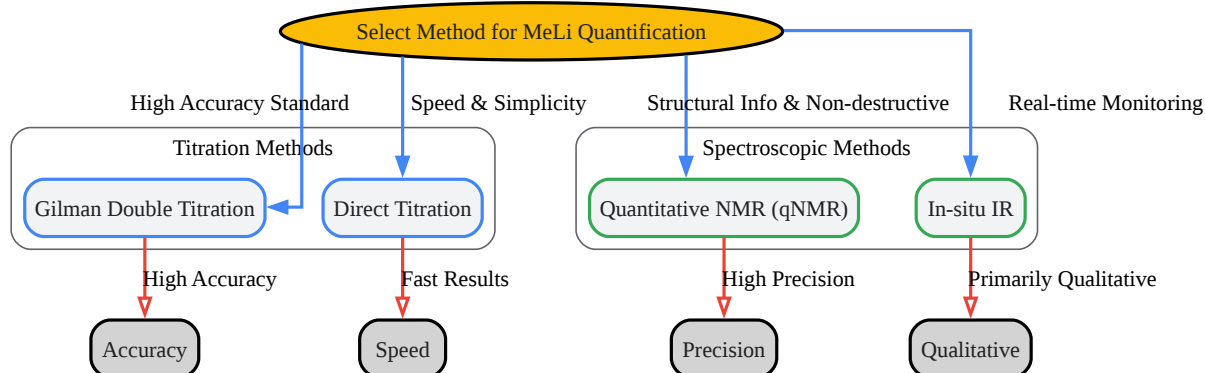 Select Method for MeLi Quantification
High Accuracy Standard
Speed & Simplicity
Structural Info & Non-destructive
Real-time Monitoring
Titration Methods
Spectroscopic Methods
Gilman Double Titration
Direct Titration
Quantitative NMR (qNMR)
In-situ IR
High Accuracy
Fast Results
High Precision
Primarily Qualitative
Accuracy
Speed
Precision
Qualitative